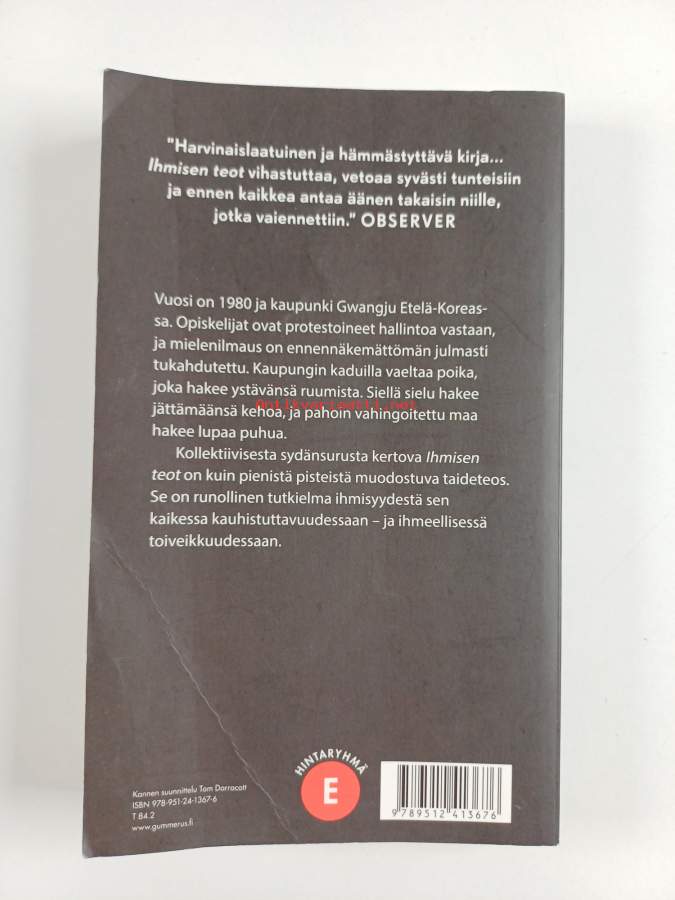 "Harvinaislaatuinen ja hämmästyttävä kirja...
Ihmisen teot vihastuttaa, vetoaa syvästi tunteisiin
ja ennen kaikkea antaa äänen takaisin niille,
jotka vaiennettiin." OBSERVER
Vuosi on 1980 ja kaupunki Gwangju Etelä-Koreas-
sa. Opiskelijat ovat protestoineet hallintoa vastaan,
ja mielenilmaus on ennennäkemättömän julmasti
tukahdutettu. Kaupungin kaduilla vaeltaa poika,
joka hakee ystävänsä ruumista. Siellä sielu hakee
Antikvariaatti.net
jättämäänsä kehoa, ja pahoin vahingoitettu maa
hakee lupaa puhua.
Kollektiivisesta sydänsurusta kertova Ihmisen
teot on kuin pienistä pisteistä muodostuva taideteos.
Se on runollinen tutkielma ihmisyydestä sen
kaikessa kauhistuttavuudessaan – ja ihmeellisessä
toiveikkuudessaan.
HINTARYHMÄ
E
Kannen suunnittelu Tom Darracott
ISBN 978-951-24-1367-6
T 84.2
www.gummerus.fi
9 789512 413676